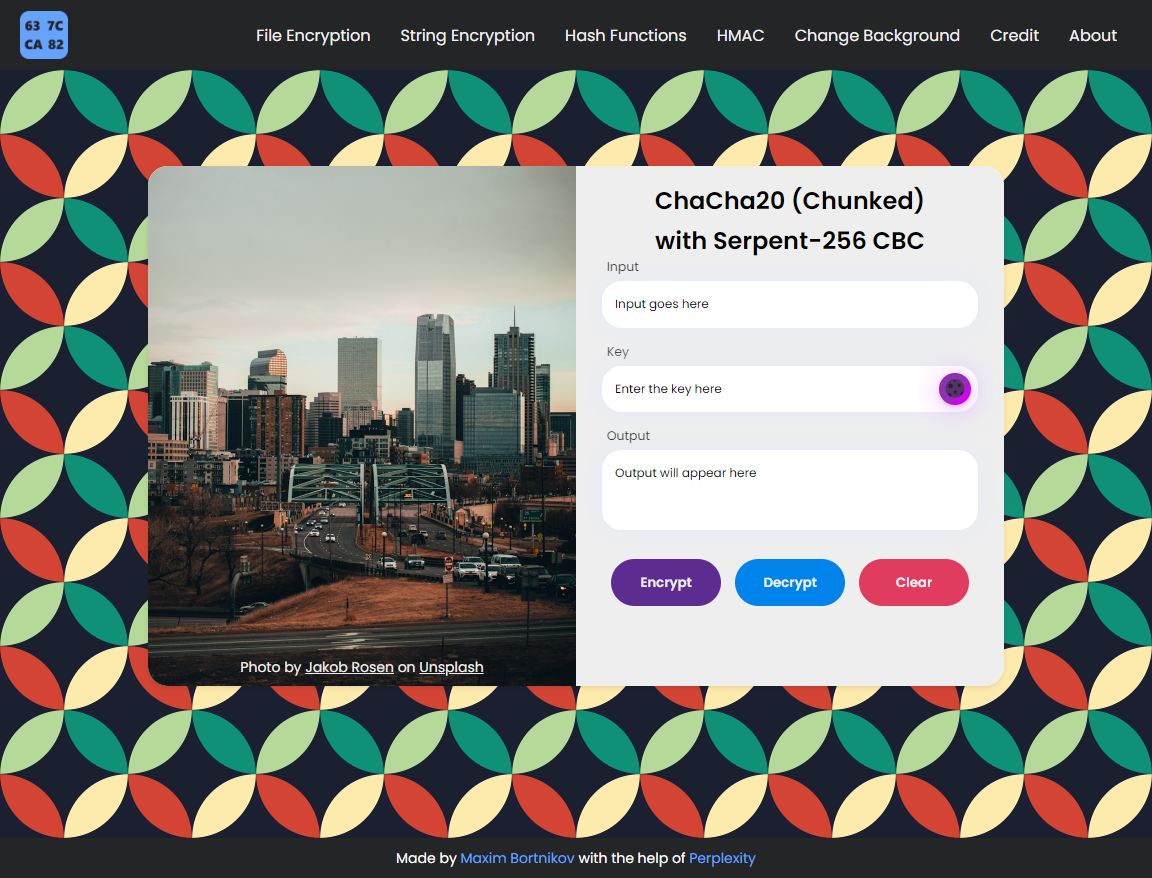 63 7C
CA 82
File Encryption String Encryption Hash Functions HMAC Change Background Credit About
ChaCha20 (Chunked)
with Serpent-256 CBC
Input
Input goes here
Key
Enter the key here
Output
Output will appear here
Encrypt Decrypt Clear
Photo by Jakob Rosen on Unsplash
Made by Maxim Bortnikov with the help of Perplexity